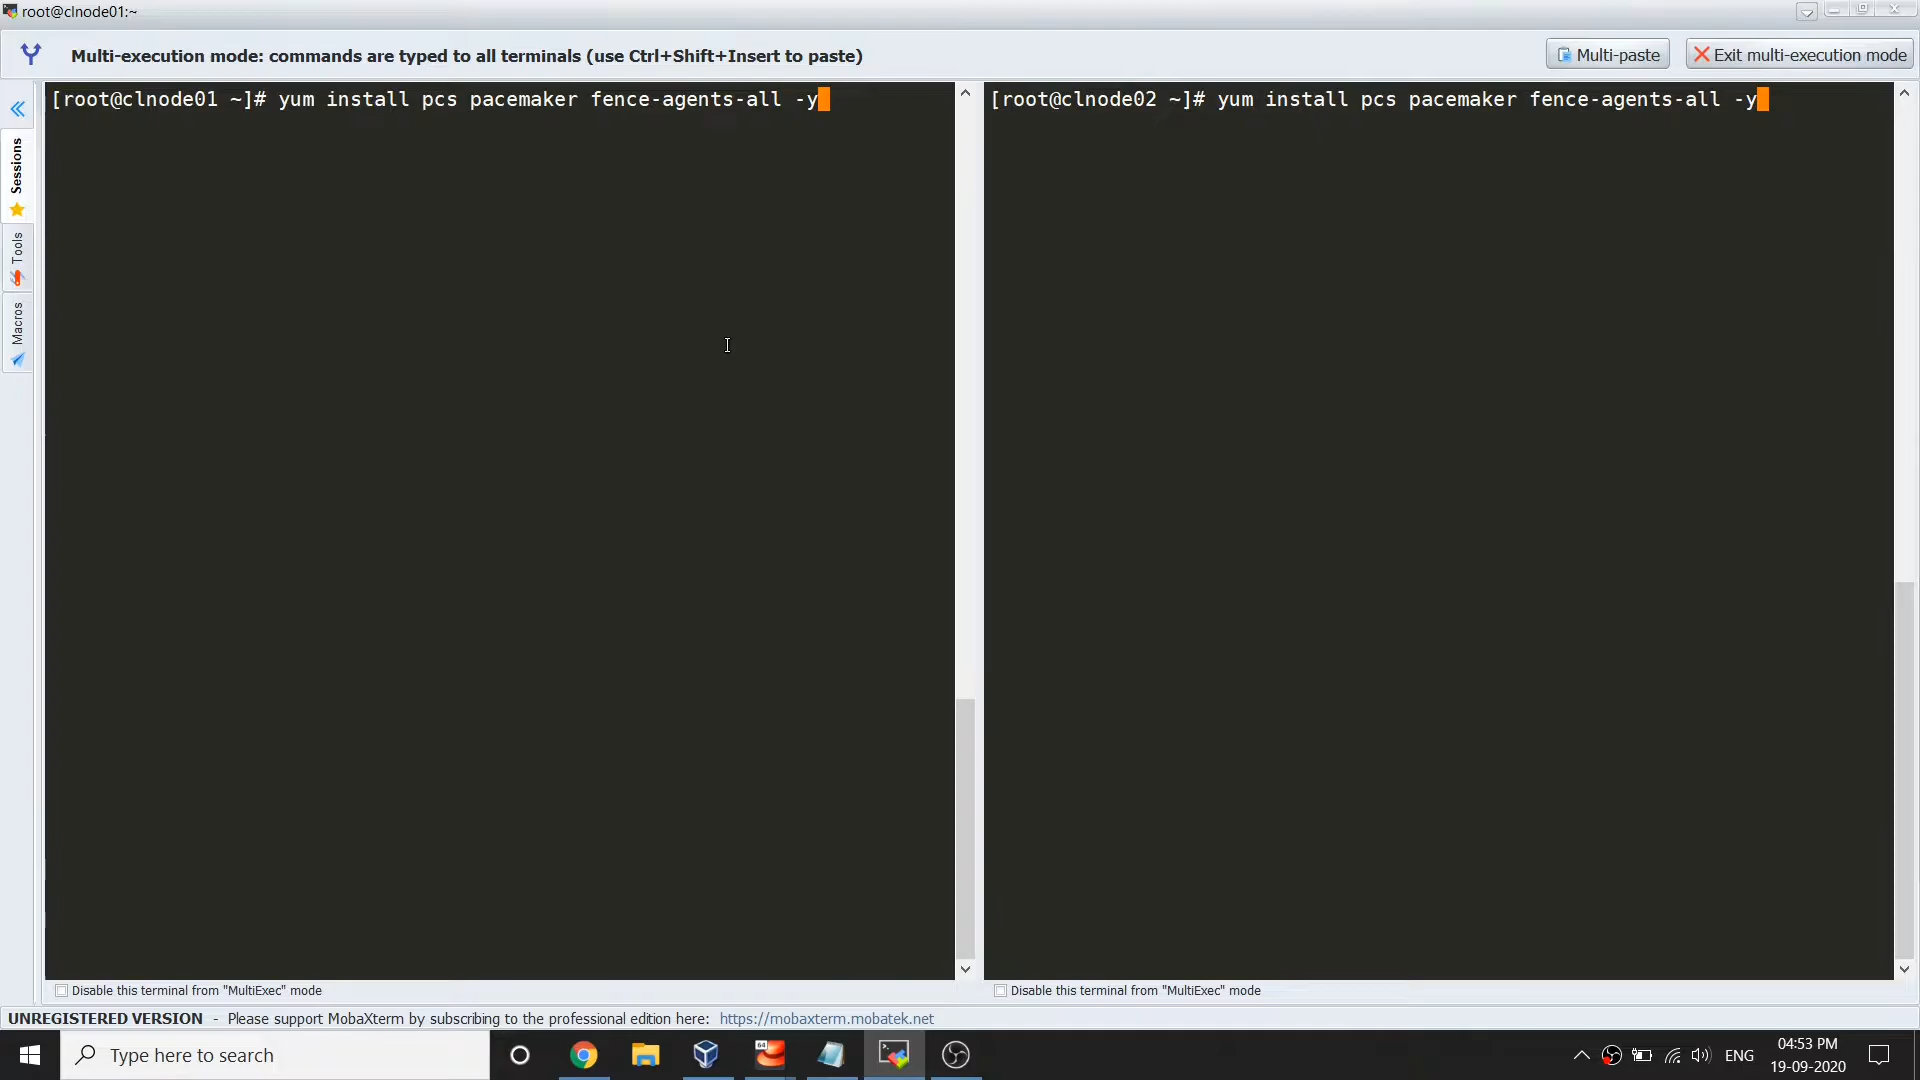 root@clnode01:~
Multi-execution mode: commands are typed to all terminals (use Ctrl+Shift+Insert to paste)
Multi-paste
Exit multi-execution mode
Sessions
Tools
Macros
[root@clnode01 ~]# yum install pcs pacemaker fence-agents-all -y
[root@clnode02 ~]# yum install pcs pacemaker fence-agents-all -y
Disable this terminal from "MultiExec" mode
Disable this terminal from "MultiExec" mode
UNREGISTERED VERSION - Please support MobaXterm by subscribing to the professional edition here: https://mobaxterm.mobatek.net
Type here to search
64
ENG
04:53 PM
19-09-2020